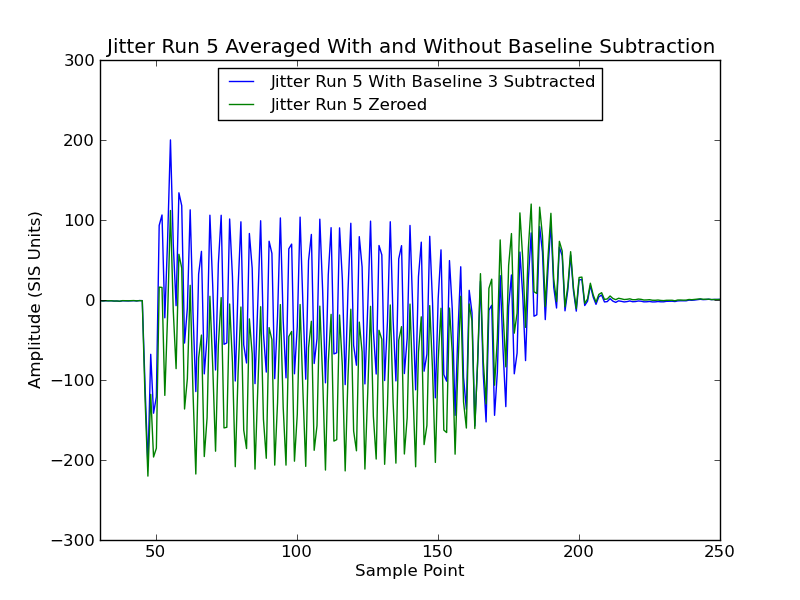 Jitter Run 5 Averaged With and Without Baseline Subtraction
Jitter Run 5 With Baseline 3 Subtracted
Jitter Run 5 Zeroed
300
200
100
0
−100
−200
−300
Amplitude (SIS Units)
50
100
150
200
250
Sample Point